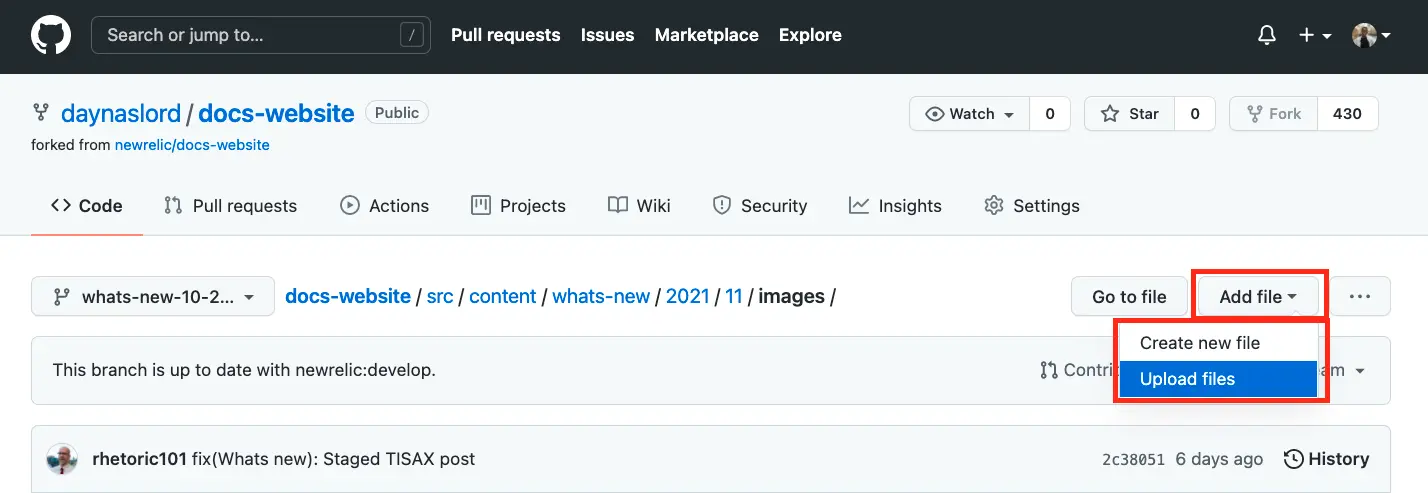 Search or jump to... / Pull requests Issues Marketplace Explore
daynaslord / docs-website Public Watch 0 Star 0 Fork 430
forked from newrelic/docs-website
Code Pull requests Actions Projects Wiki Security Insights Settings
whats-new-10-2... docs-website / src / content / whats-new / 2021 / 11 / images / Go to file Add file ...
Create new file
This branch is up to date with newrelic:develop.
Upload files
rhetoric101 fix(Whats new): Staged TISAX post 2c38051 6 days ago History